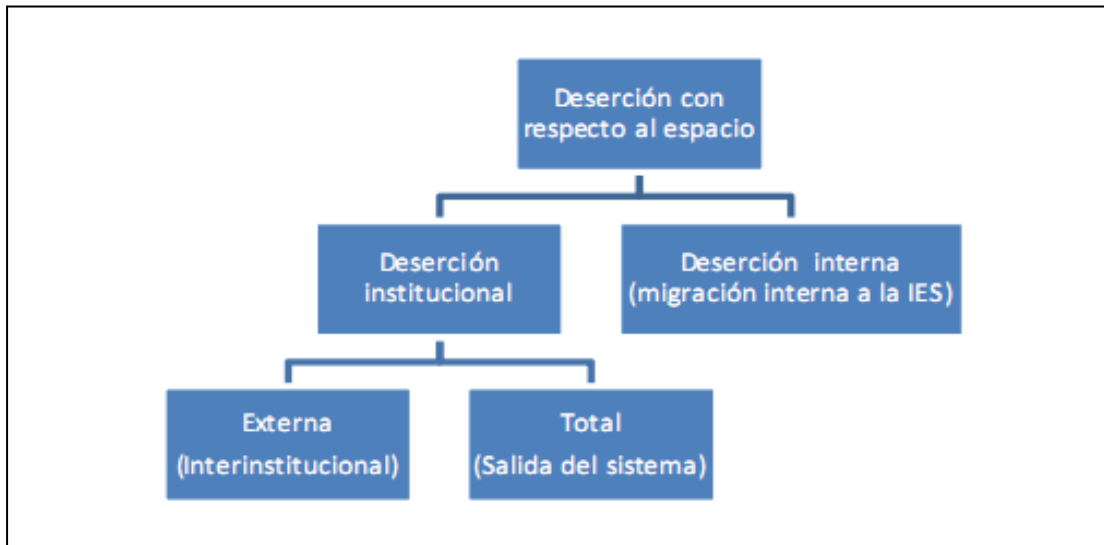 Deserción con
respecto al espacio
Deserción
institucional
Deserción interna
(migración interna a la IES)
Externa
(Interinstitucional)
Total
(Salida del sistema)